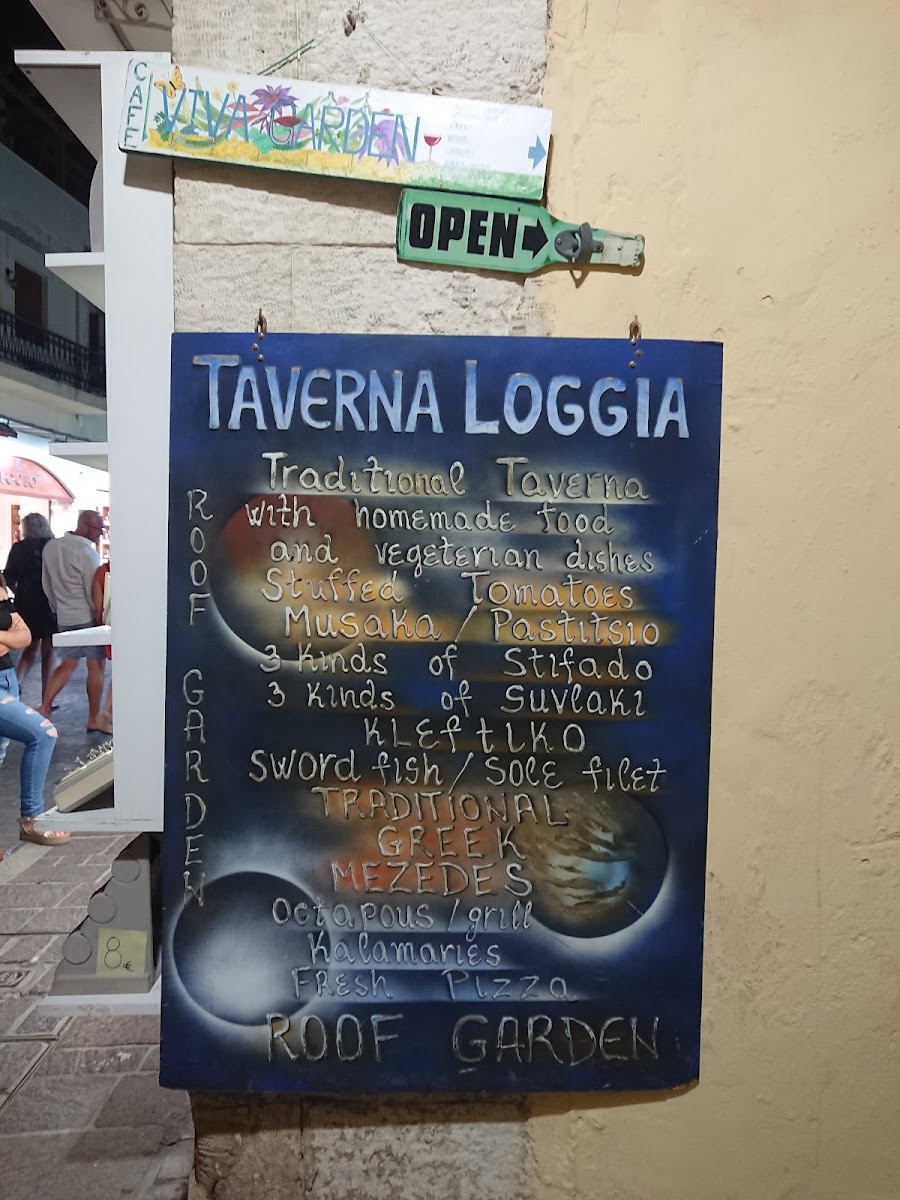 CAFE
VIVA GARDEN
OPEN
TAVERNA LOGGIA
Traditional Taverna
with homemade food
and vegeterian dishes
Stuffed Tomatoes
Musaka / Pastitsio
3 Kinds of Stifado
3 Kinds of Suvlaki
KLEftIKO
SWORD fish / SOLE filet
TRADITIONAL
GREEK
MEZEDES
Octapous / grill
Kalamaries
FResh Pizza
ROOF GARDEN
ROOF GARDEN
8€